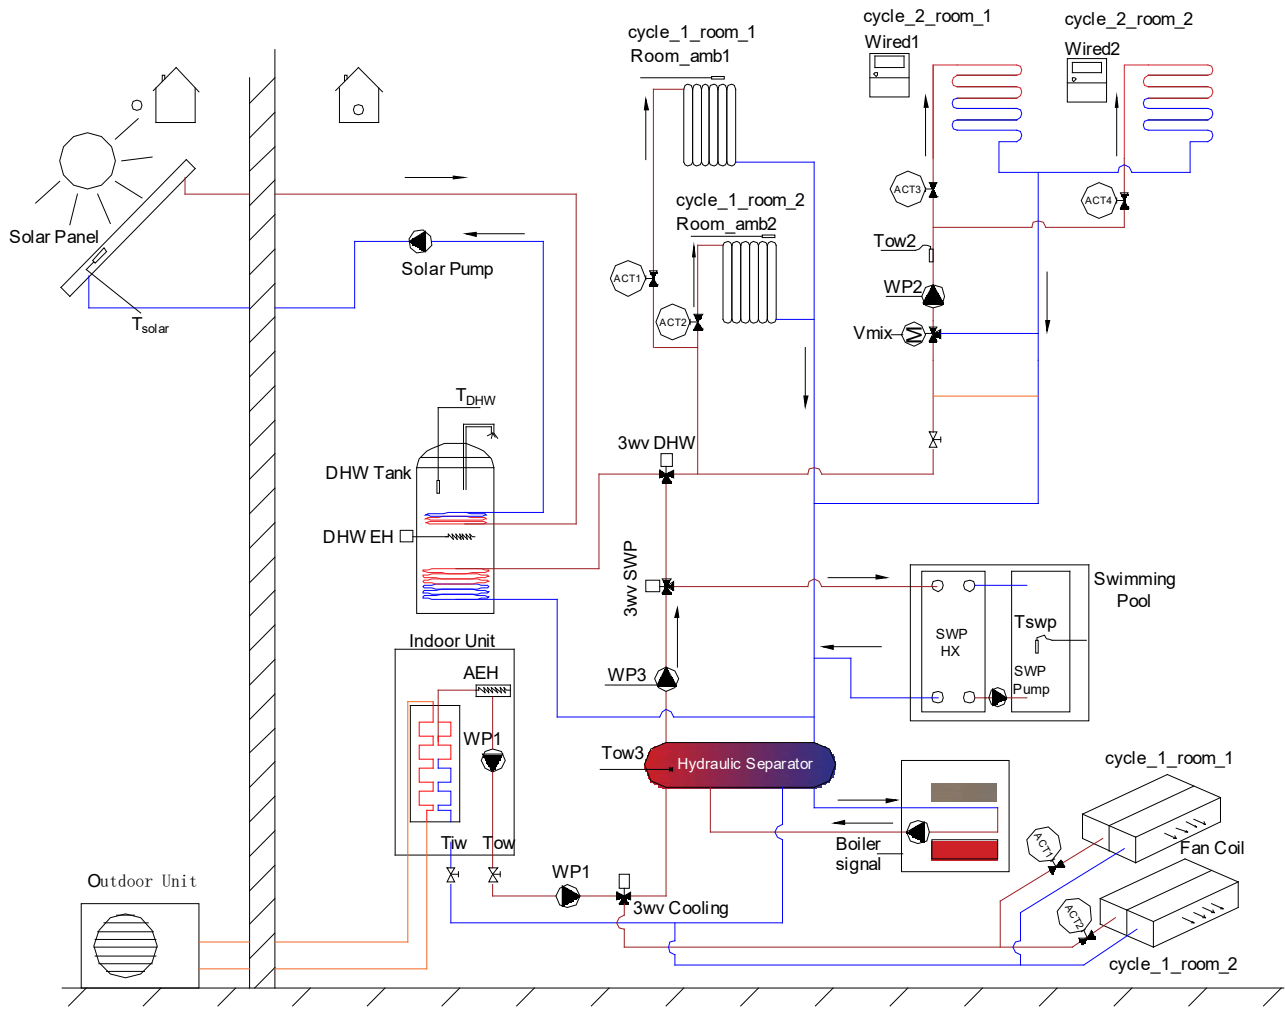 cycle_1_room_1
Room_amb1
cycle_2_room_1
Wired1
cycle_2_room_2
Wired2
cycle_1_room_2
Room_amb2
ACT3
ACT4
Solar Panel
Solar Pump
Tsolar
Tow2
ACT1
ACT2
WP2
Vmix
M
TDHW
3wv DHW
DHW Tank
DHW EH
3wv SWP
Swimming
Pool
SWP
HX
Tswp
SWP
Pump
Indoor Unit
AEH
WP3
WP1
Tow3
Hydraulic Separator
Tiw
Tow
Boiler
signal
cycle_1_room_1
ACT1
Fan Coil
WP1
3wv Cooling
ACT2
cycle_1_room_2
Outdoor Unit